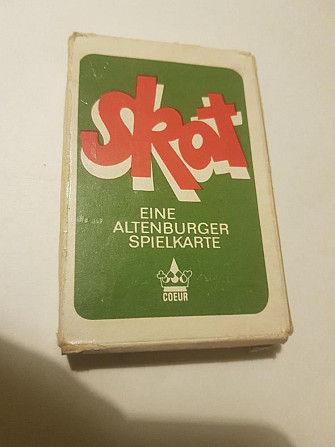 Skat
EINE
ALTENBURGER
SPIELKARTE
COEUR